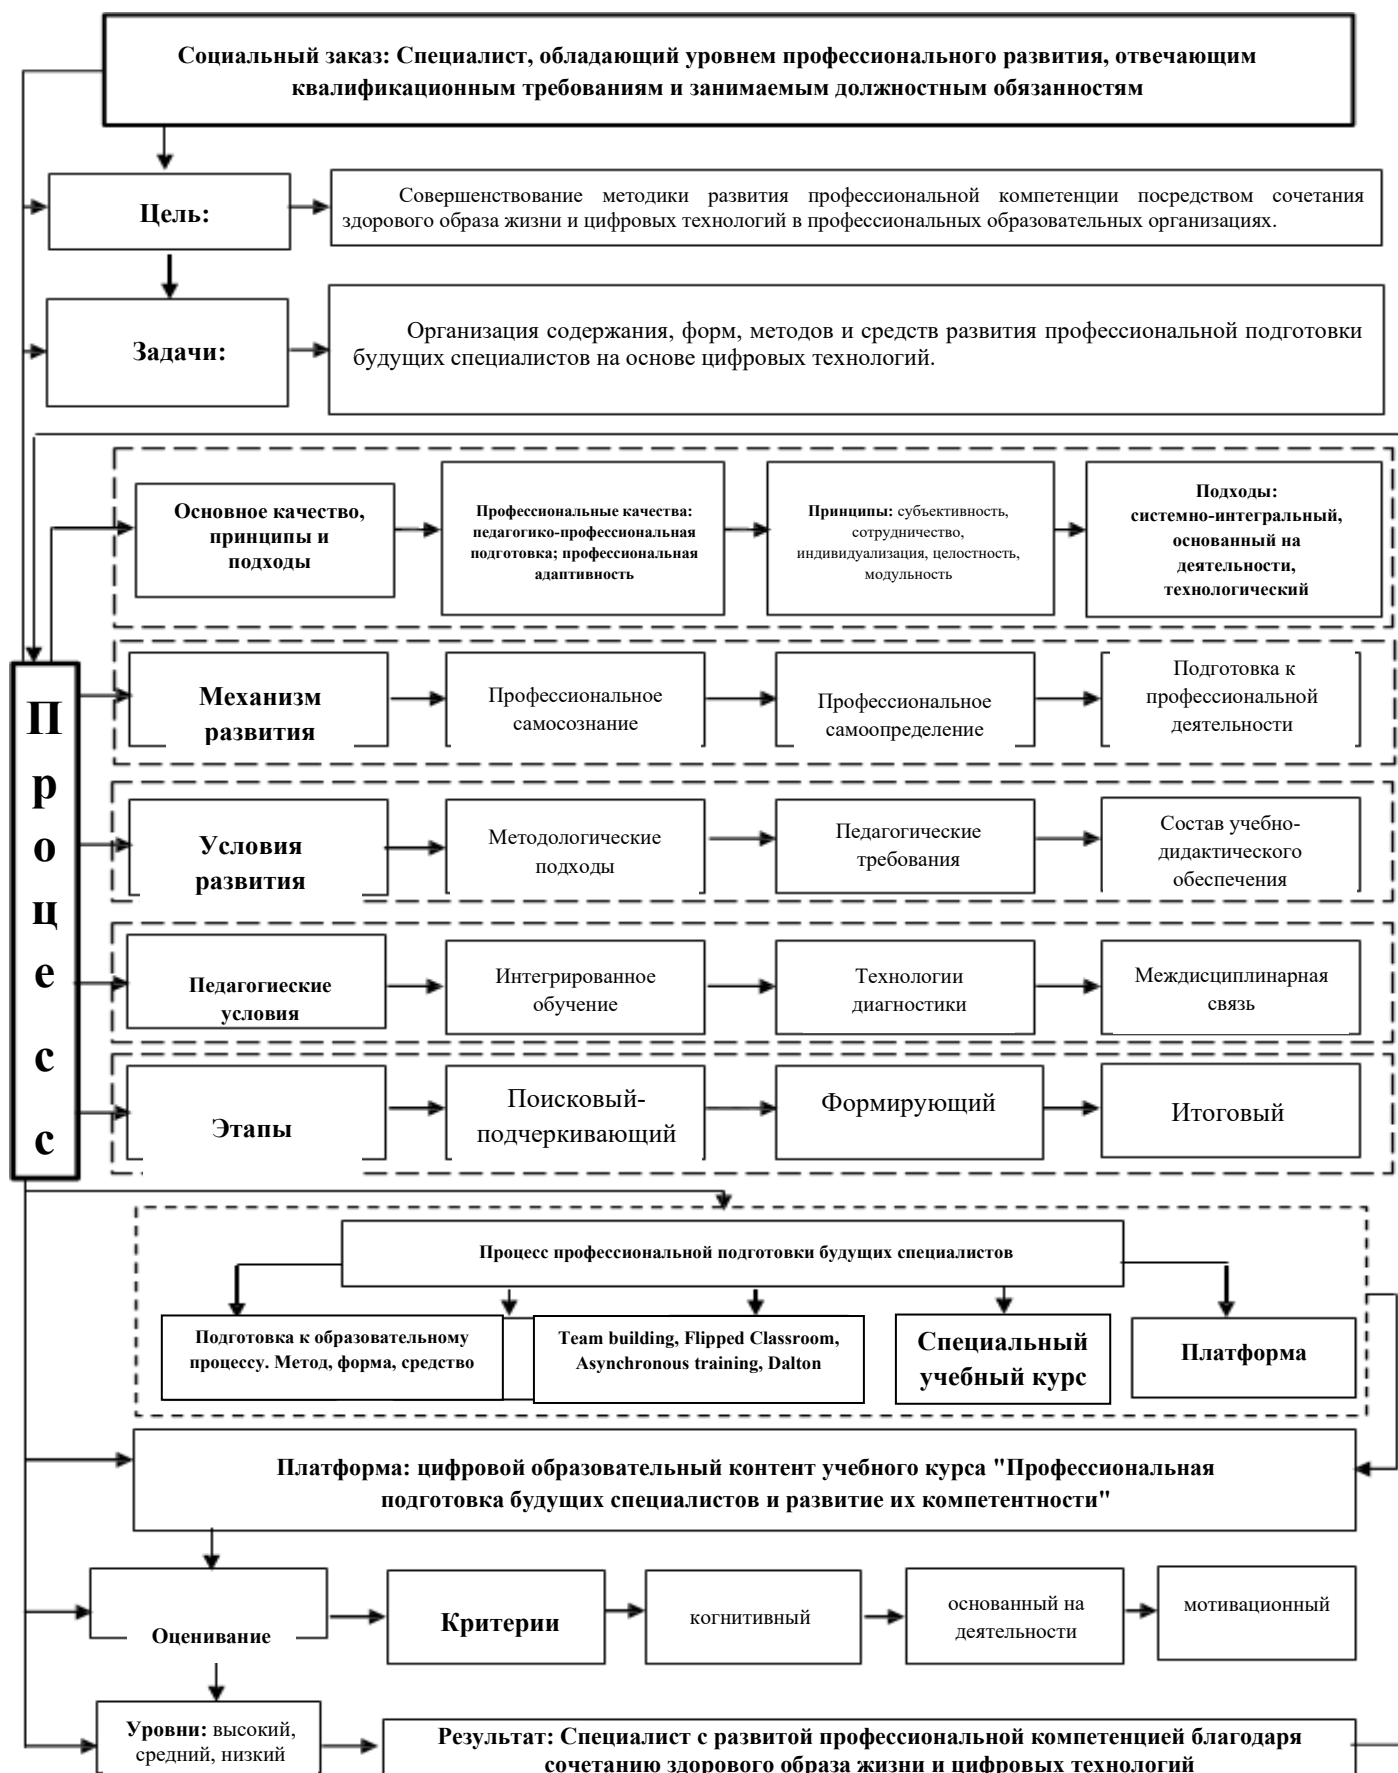 Социальный заказ: Специалист, обладающий уровнем профессионального развития, отвечающим
квалификационным требованиям и занимаемым должностным обязанностям
Цель:
Совершенствование методики развития профессиональной компетенции посредством сочетания
здорового образа жизни и цифровых технологий в профессиональных образовательных организациях.
Задачи:
Организация содержания, форм, методов и средств развития профессиональной подготовки
будущих специалистов на основе цифровых технологий.
Процесс
Основное качество,
принципы и
подходы
Профессиональные качества:
педагогико-профессиональная
подготовка; профессиональная
адаптивность
Принципы: субъективность,
сотрудничество,
индивидуализация, целостность,
модульность
Подходы:
системно-интегральный,
основанный на
деятельности,
технологический
Механизм
развития
Профессиональное
самосознание
Профессиональное
самоопределение
Подготовка к
профессиональной
деятельности
Условия
развития
Методологические
подходы
Педагогические
требования
Состав учебно-
дидактического
обеспечения
Педагогиеские
условия
Интегрированное
обучение
Технологии
диагностики
Междисциплинарная
связь
Этапы
Поисковый-
подчеркивающий
Формирующий
Итоговый
Процесс профессиональной подготовки будущих специалистов
Подготовка к образовательному
процессу. Метод, форма, средство
Team building, Flipped Classroom,
Asynchronous training, Dalton
Специальный
учебный курс
Платформа
Платформа: цифровой образовательный контент учебного курса "Профессиональная
подготовка будущих специалистов и развитие их компетентности"
Оценивание
Критерии
когнитивный
основанный на
деятельности
мотивационный
Уровни: высокий,
средний, низкий
Результат: Специалист с развитой профессиональной компетенцией благодаря
сочетанию здорового образа жизни и цифровых технологий